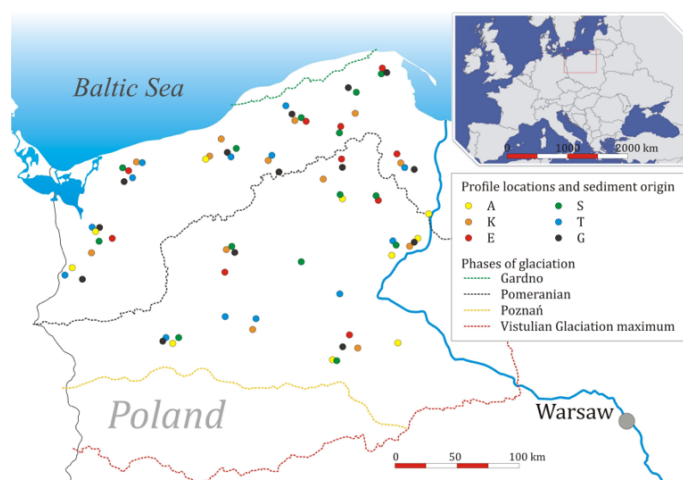 Baltic Sea
0 1000 2000 km
Profile locations and sediment origin
A S
K T
E G
Phases of glaciation
Gardno
Pomeranian
Poznań
Vistulian Glaciation maximum
Poland
Warsaw
0 50 100 km